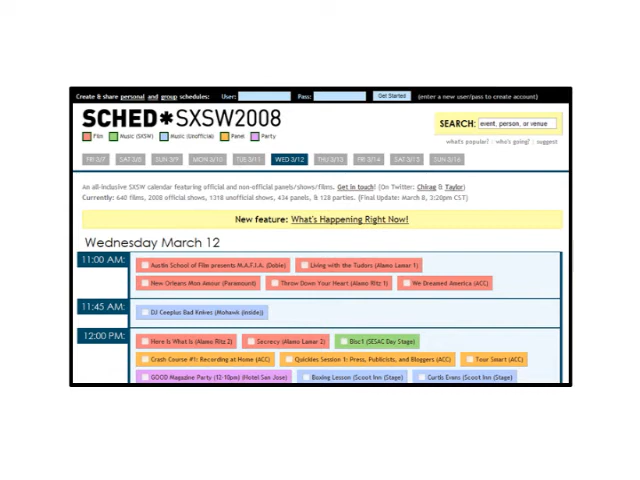 Create & share personal and group schedules: User: Pass: Get Started (enter a new user/pass to create account)
SCHED*SXSW2008
SEARCH: event, person, or venue
Film Music (SXSW) Music (Unofficial) Panel Party
what's popular? • who's going? • suggest
FRI 3/7 SAT 3/8 SUN 3/9 MON 3/10 TUE 3/11 WED 3/12 THU 3/13 FRI 3/14 SAT 3/15 SUN 3/16
An all-inclusive SXSW calendar featuring official and non-official panels/shows/films. Get in touch! (On Twitter: Chirag & Taylor)
Currently: 640 films, 2008 official shows, 1318 unofficial shows, 434 panels, & 128 parties. (Final Update: March 8, 3:20pm CST)
New feature: What's Happening Right Now!
Wednesday March 12
11:00 AM:
Austin School of Film presents M.A.F.I.A. (Dobie) Living with the Tudors (Alamo Lamar 1)
New Orleans Mon Amour (Paramount) Throw Down Your Heart (Alamo Ritz 1) We Dreamed America (ACC)
11:45 AM:
DJ Ceeplus Bad Knives (Mohawk (Inside))
12:00 PM:
Here Is What Is (Alamo Ritz 2) Secrecy (Alamo Lamar 2) Disc1 (SESAC Day Stage)
Crash Course #1: Recording at Home (ACC) Quickies Session 1: Press, Publicists, and Bloggers (ACC) Tour Smart (ACC)
GOOD Magazine Party (12-10pm) (Hotel San Jose) Boxing Lesson (Scoot Inn (Stage) Curtis Evans (Scoot Inn (Stage)